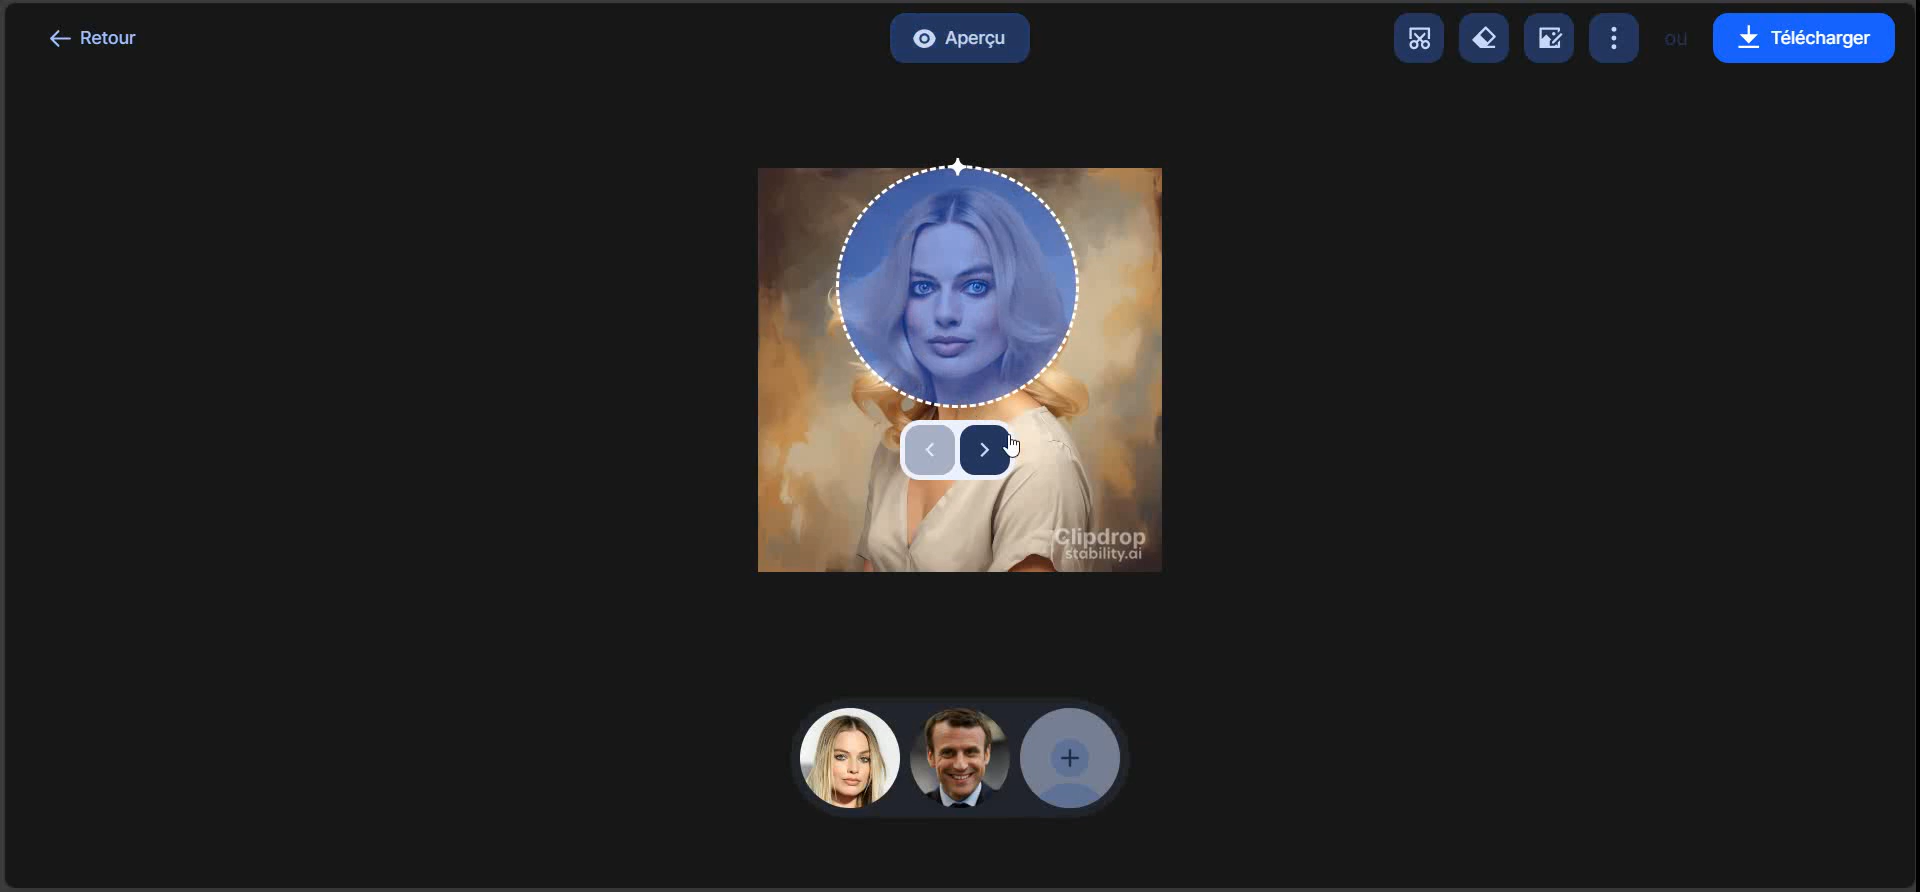 Retour
Aperçu
ou
Télécharger
Clipdrop
stability.ai